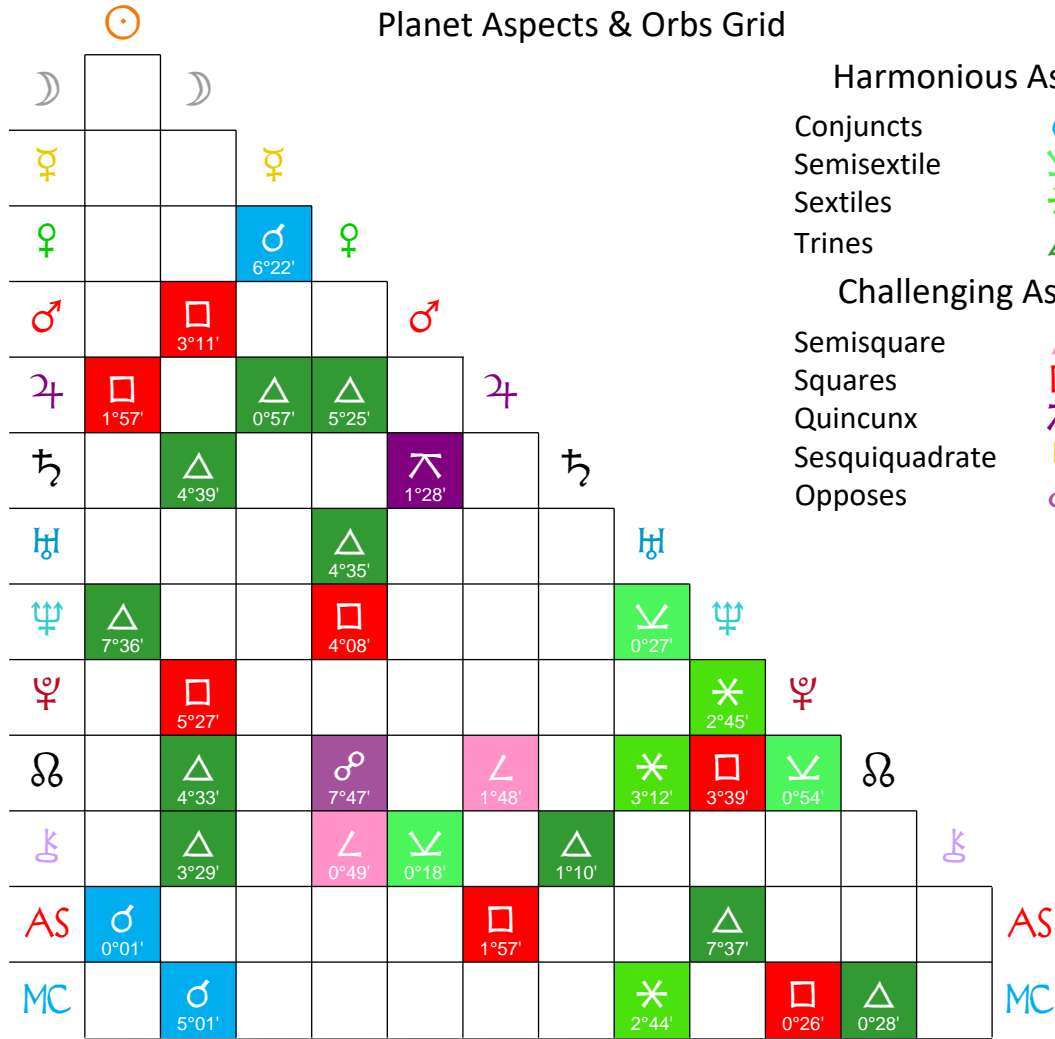 ☉ Planet Aspects & Orbs Grid
☽ ☽
Harmonious As
Conjuncts ☌
Semisextile ⚺
Sextiles ⚹
Trines △
☿ ☿
♀ ☌ ♀
6°22'
Challenging As
Semisquare ∠
Squares □
Quincunx ⚻
Sesquiquadrate
Opposes ☍
♂ □ ♂
3°11'
♃ □ △ △ ♃
1°57' 0°57' 5°25'
♄ △ ⚻ ♄
4°39' 1°28'
♅ △ ♅
4°35'
♆ △ □ ⚺ ♆
7°36' 4°08' 0°27'
♇ □ ⚹ ♇
5°27' 2°45'
☊ △ ☍ ∠ ⚹ □ ⚺ ☊
4°33' 7°47' 1°48' 3°12' 3°39' 0°54'
⚷ △ ∠ ⚺ △ ⚷
3°29' 0°49' 0°18' 1°10'
AS ☌ □ △ AS
0°01' 1°57' 7°37'
MC ☌ ⚹ □ △ MC
5°01' 2°44' 0°26' 0°28'